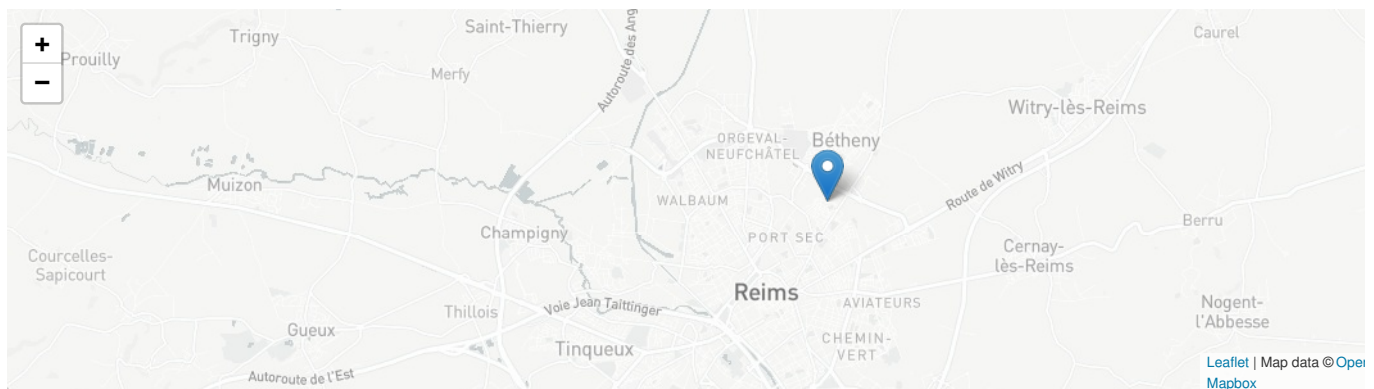 +
−
Prouilly
Trigny
Saint-Thierry
Merfy
Autoroute des Ang
Caurel
Witry-lès-Reims
ORGEVAL-
NEUFCHÂTEL
Bétheny
Muizon
WALBAUM
Route de Witry
Champigny
PORT SEC
Berru
Courcelles-
Sapicourt
Cernay-
lès-Reims
Reims
AVIATEURS
Nogent-
l'Abbesse
Thillois
Voie Jean Taittinger
Gueux
Tinqueux
CHEMIN-
VERT
Autoroute de l'Est
Leaflet | Map data © Open
Mapbox